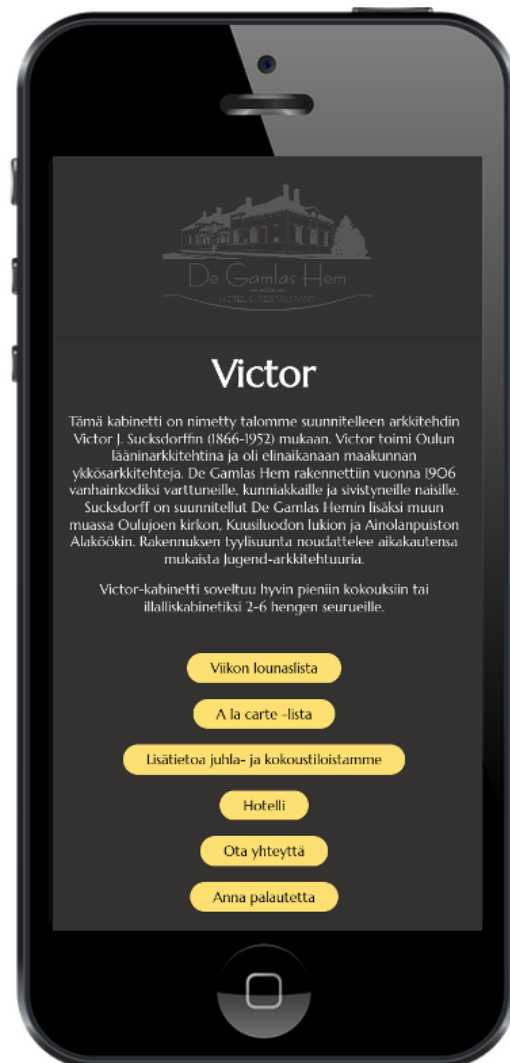 De Gamlas Hem
HOTEL & RESTAURANT
Victor
Tämä kabinetti on nimetty talomme suunnitelleen arkkitehdin
Victor J. Sucksdorffin (1866-1952) mukaan. Victor toimi Oulun
lääninarkkitehtina ja oli elinaikanaan maakunnan
ykkösarkkitehteja. De Gamlas Hem rakennettiin vuonna 1906
vanhainkodiksi varttuneille, kunniakkaille ja sivistyneille naisille.
Sucksdorff on suunnitellut De Gamlas Hemin lisäksi muun
muassa Oulujoen kirkon, Kuusiluodon lukion ja Ainolanpuiston
Alaköökin. Rakennuksen tyylisuunta noudattelee aikakautensa
mukaista Jugend-arkkitehtuuria.
Victor-kabinetti soveltuu hyvin pieniin kokouksiin tai
illalliskabinetiksi 2-6 hengen seurueille.
Viikon lounaslista
A la carte -lista
Lisätietoa juhla- ja kokoustiloistamme
Hotelli
Ota yhteyttä
Anna palautetta